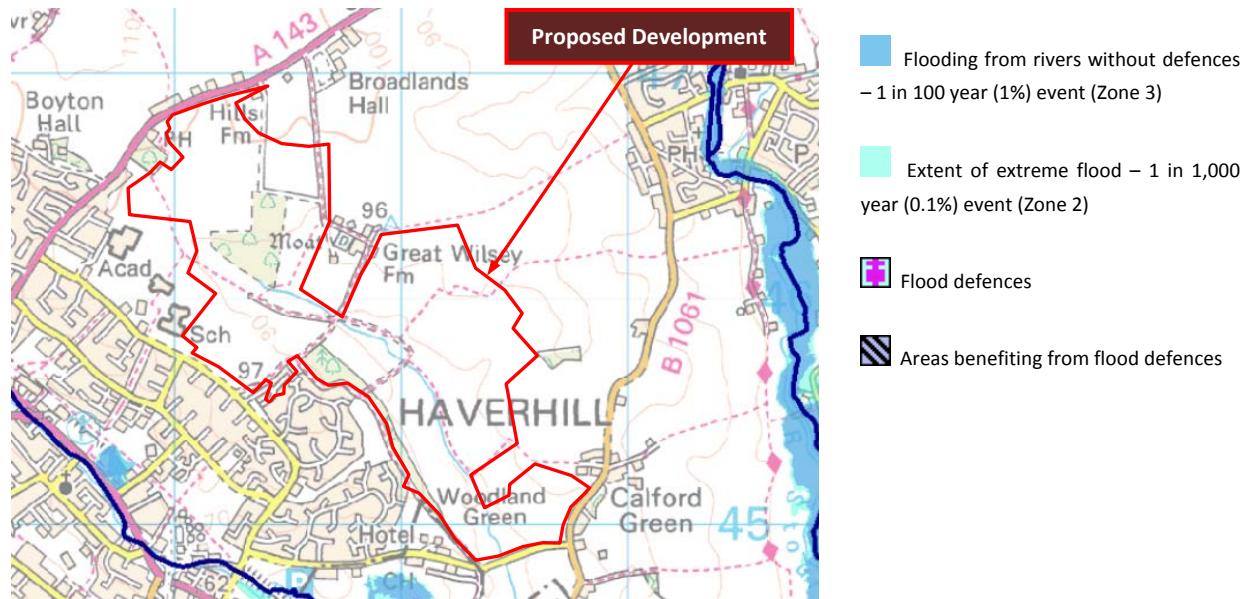 Proposed Development
A 143
Broadlands
Hall
Boyton
Hall
Hills
Fm
PH
100
90
96
Moat
Great Wilsey
Fm
Acad
Sch
90
97
HAVERHILL
B 1061
PH
P
Woodland
Green
Calford
Green
Hotel
CH
45
62
P
Flooding from rivers without defences
– 1 in 100 year (1%) event (Zone 3)
Extent of extreme flood – 1 in 1,000
year (0.1%) event (Zone 2)
Flood defences
Areas benefiting from flood defences